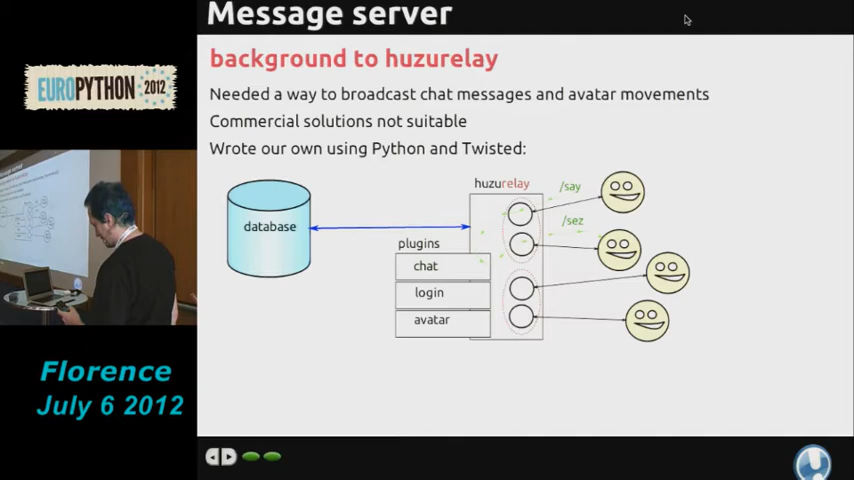 Message server
background to huzurelay
Needed a way to broadcast chat messages and avatar movements
Commercial solutions not suitable
Wrote our own using Python and Twisted:
huzurelay
/say
database
/sez
plugins
chat
login
avatar
EUROPYTHON 2012
Florence
July 6 2012